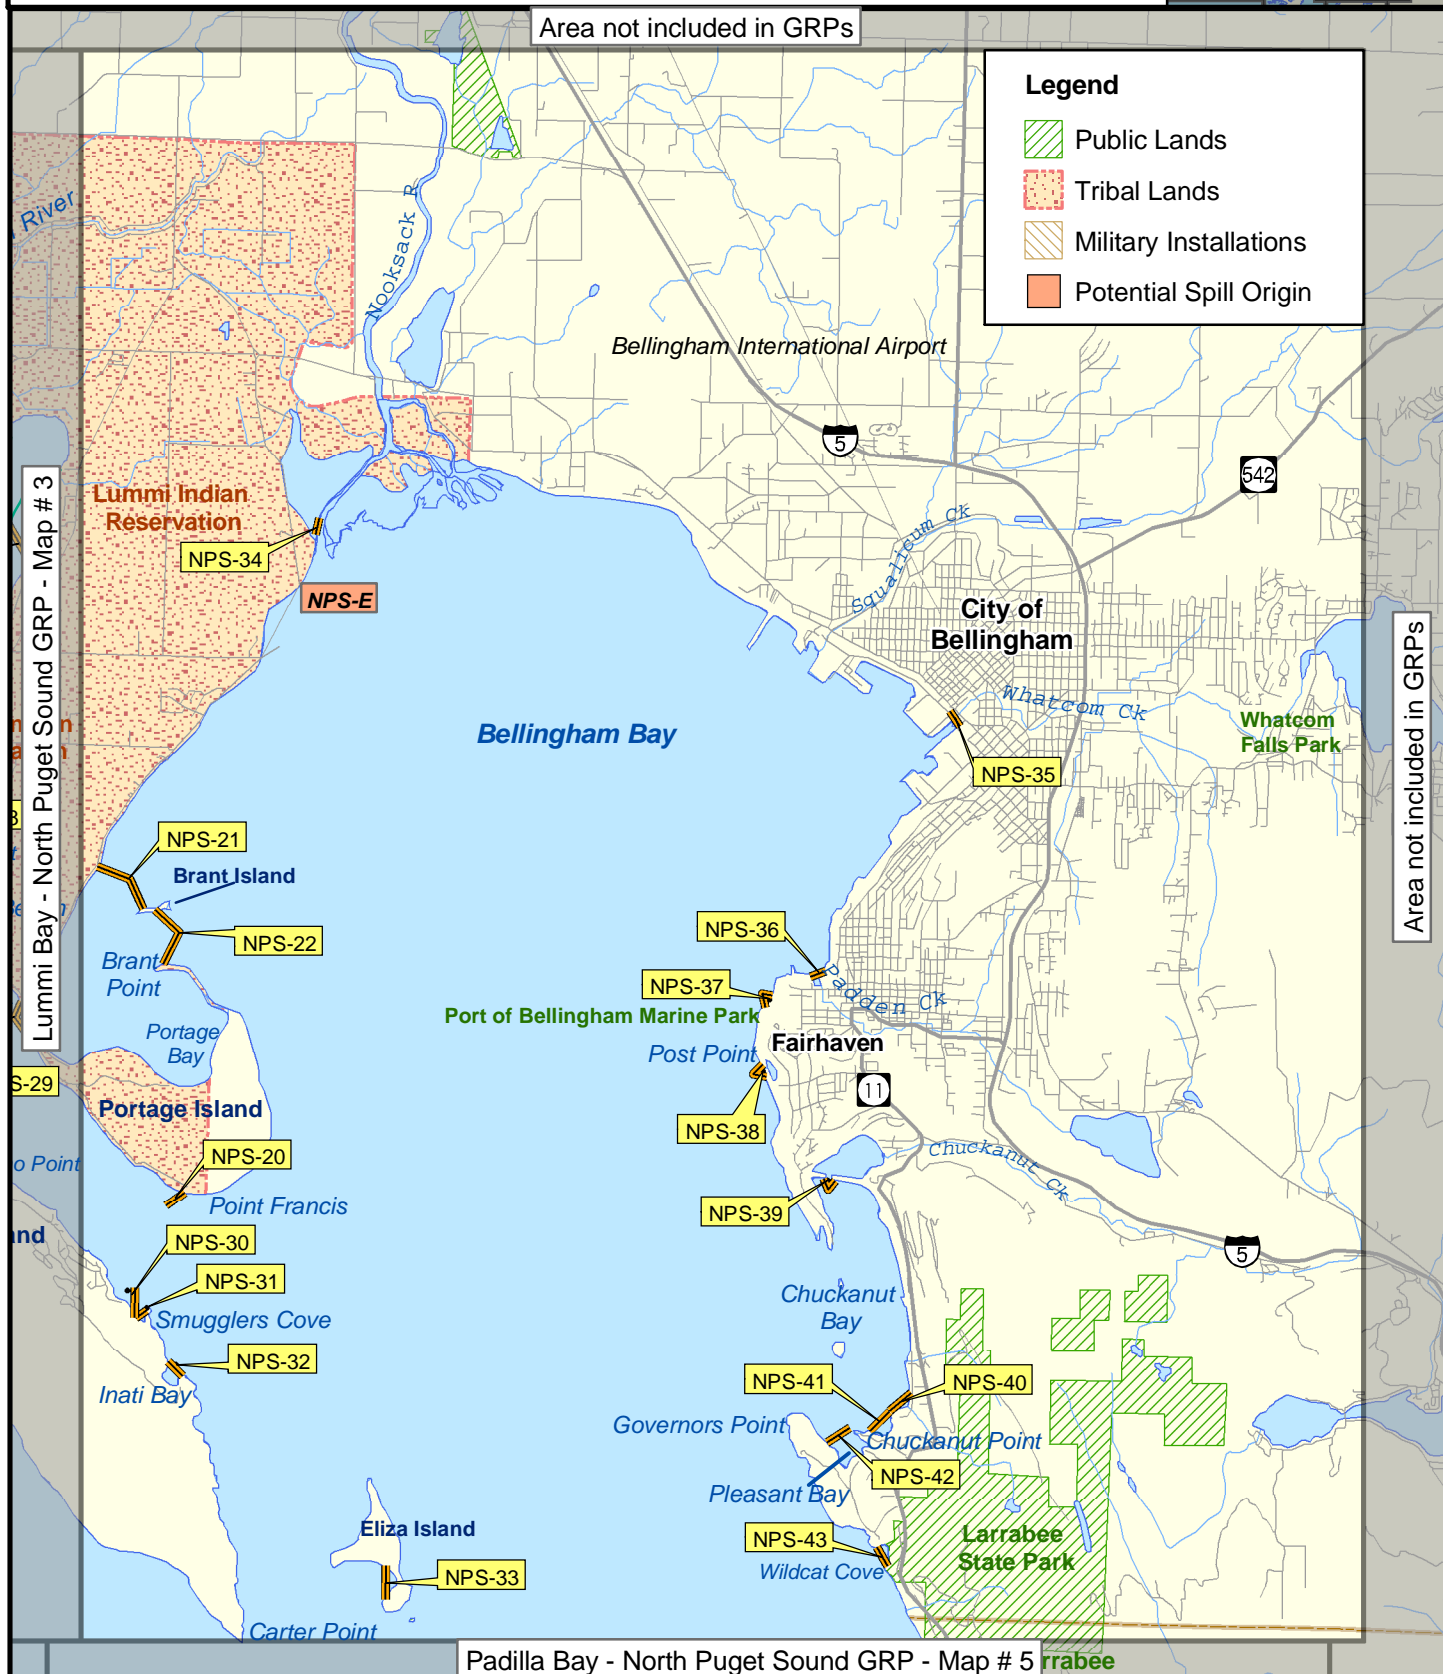 Area not included in GRPs
Legend
Public Lands
Tribal Lands
Military Installations
Potential Spill Origin
River
Nooksack R
Bellingham International Airport
5
542
Lummi Bay - North Puget Sound GRP - Map # 3
Lummi Indian
Reservation
NPS-34
NPS-E
Squalicum Ck
City of
Bellingham
Area not included in GRPs
Whatcom Ck
Whatcom
Falls Park
Bellingham Bay
NPS-35
NPS-21
Brant Island
NPS-22
Brant
Point
NPS-36
Padden Ck
NPS-37
Port of Bellingham Marine Park
Portage
Bay
Post Point
Fairhaven
S-29
11
Portage Island
NPS-38
Chuckanut Ck
o Point
NPS-20
Point Francis
NPS-39
and
NPS-30
5
NPS-31
Smugglers Cove
Chuckanut
Bay
NPS-32
Inati Bay
NPS-41
NPS-40
Governors Point
Chuckanut Point
NPS-42
Pleasant Bay
Eliza Island
NPS-43
Larrabee
State Park
Wildcat Cove
NPS-33
Carter Point
Padilla Bay - North Puget Sound GRP - Map # 5
rrabee